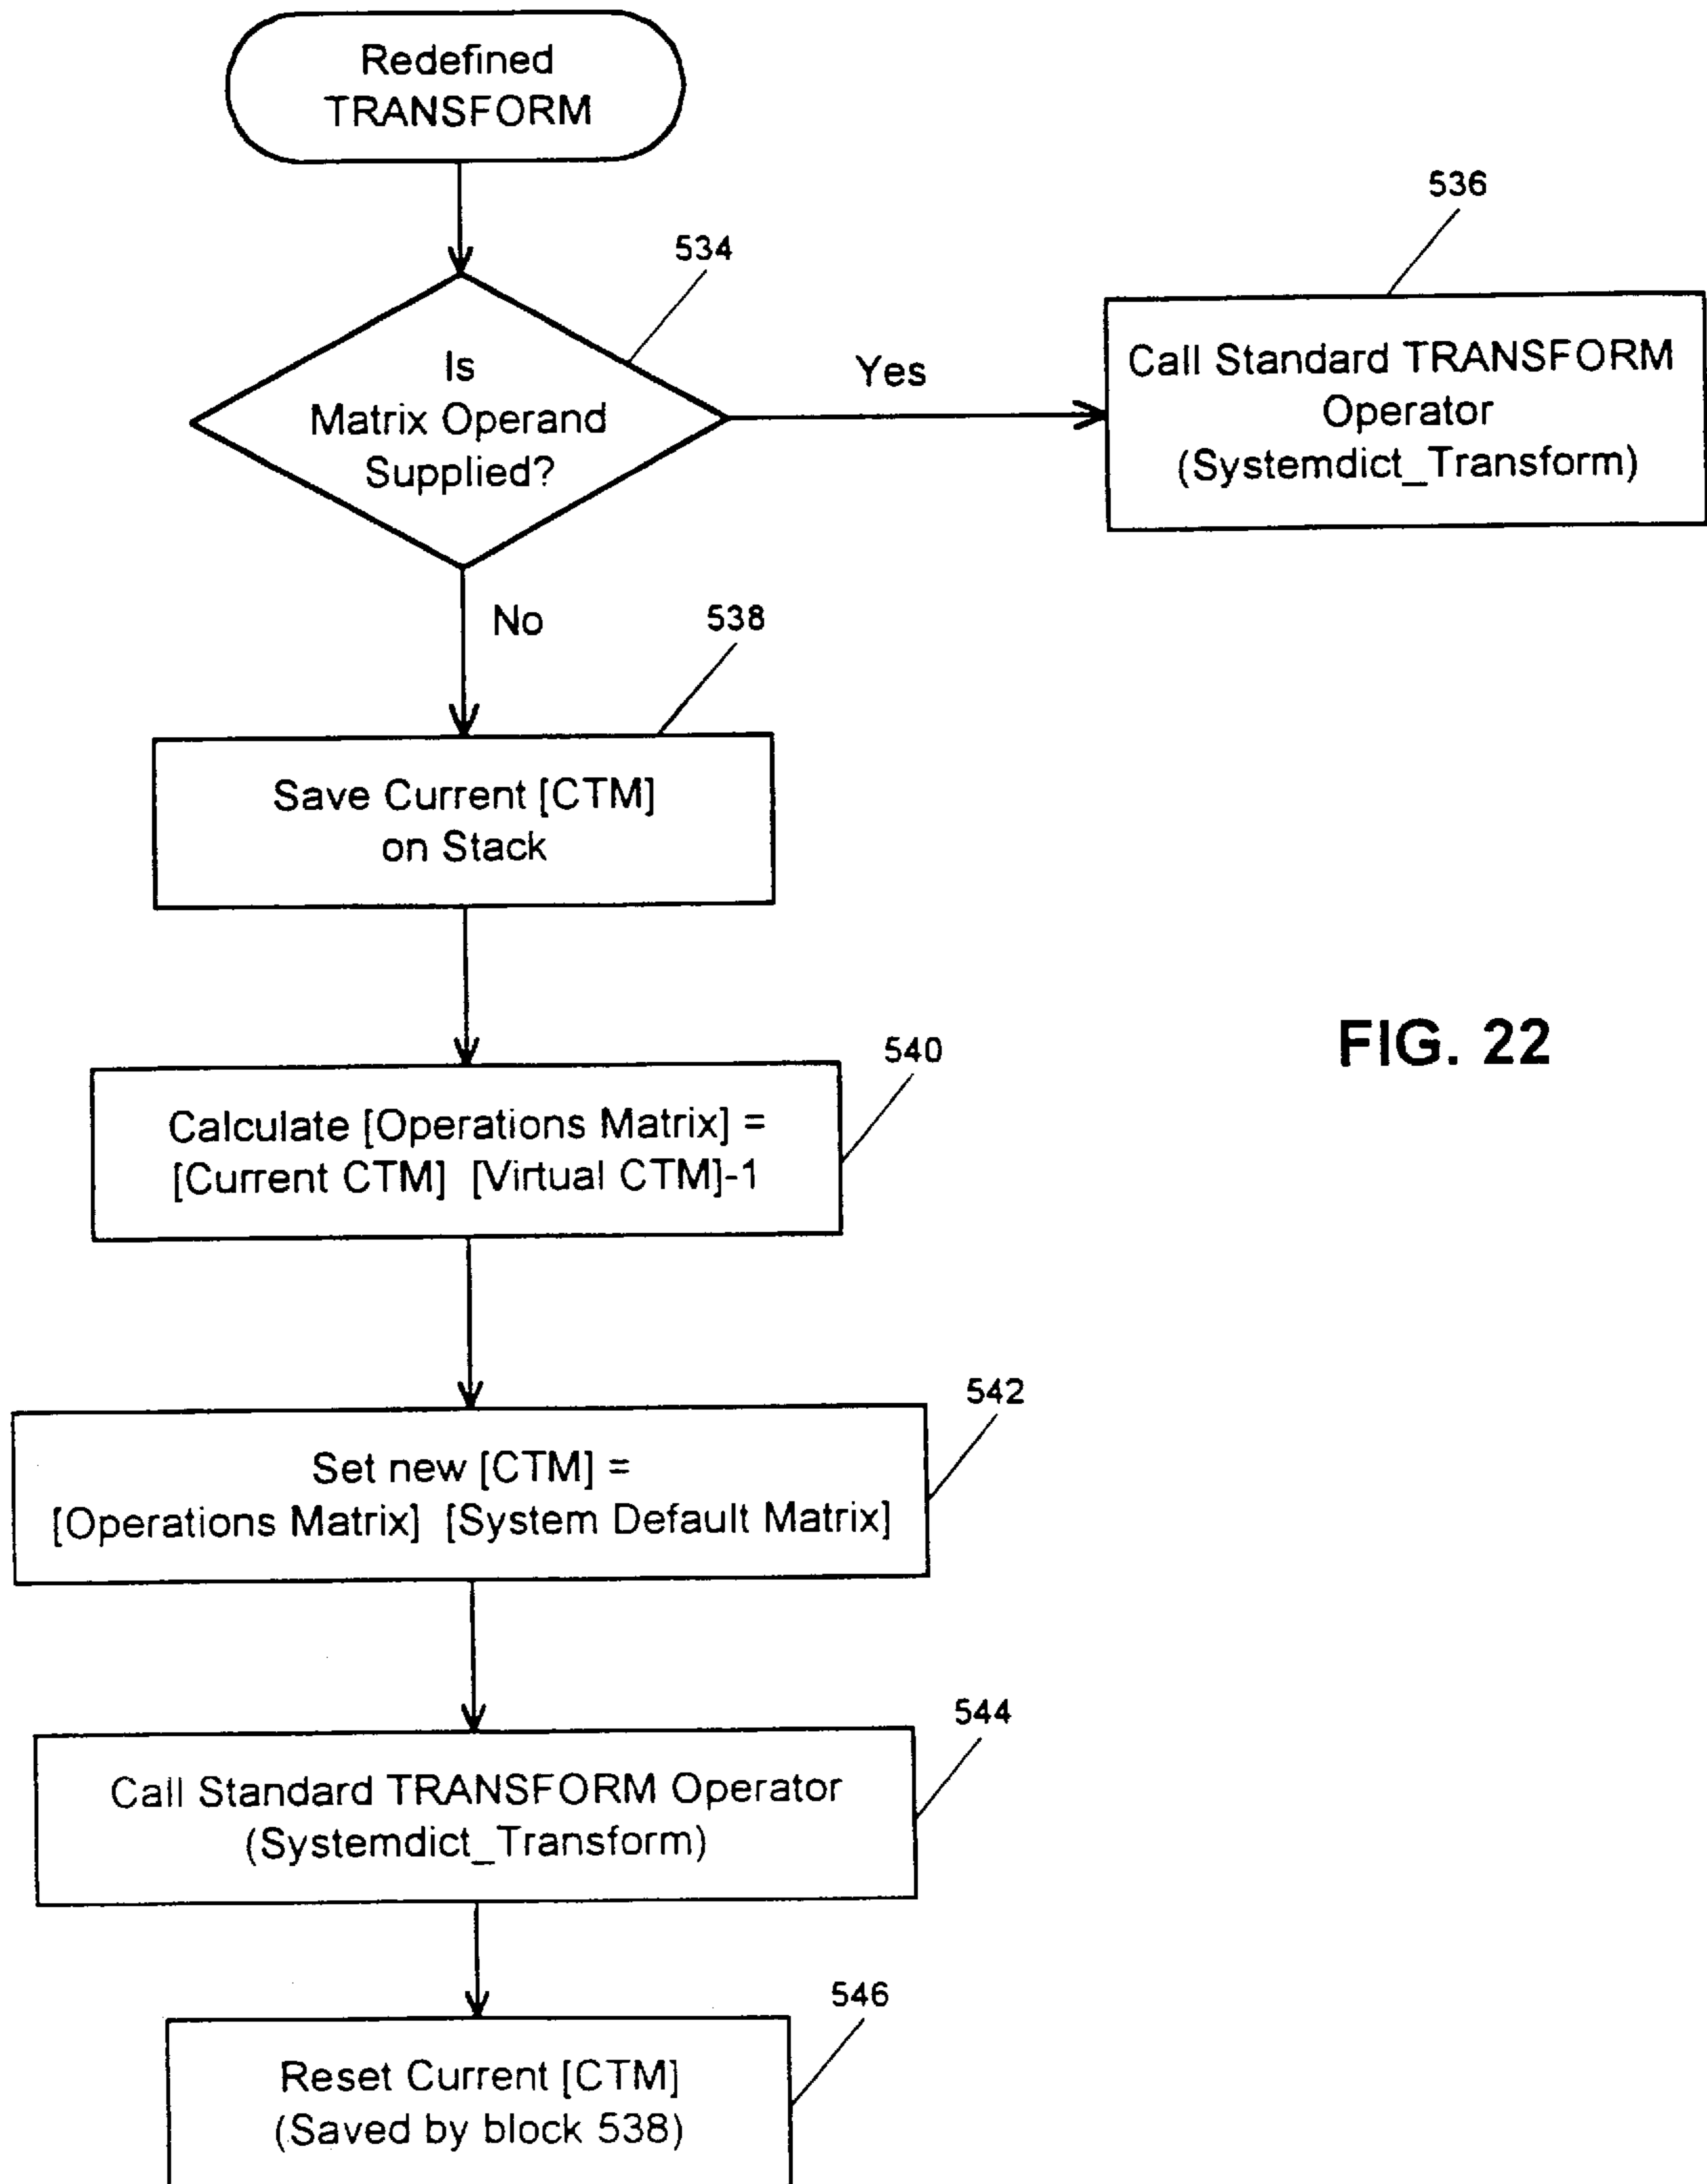 Redefined
TRANSFORM
534
Is
Matrix Operand
Supplied?
Yes
536
Call Standard TRANSFORM
Operator
(Systemdict_Transform)
No
538
Save Current [CTM]
on Stack
540
Calculate [Operations Matrix] =
[Current CTM] [Virtual CTM]-1
FIG. 22
542
Set new [CTM] =
[Operations Matrix] [System Default Matrix]
544
Call Standard TRANSFORM Operator
(Systemdict_Transform)
546
Reset Current [CTM]
(Saved by block 538)